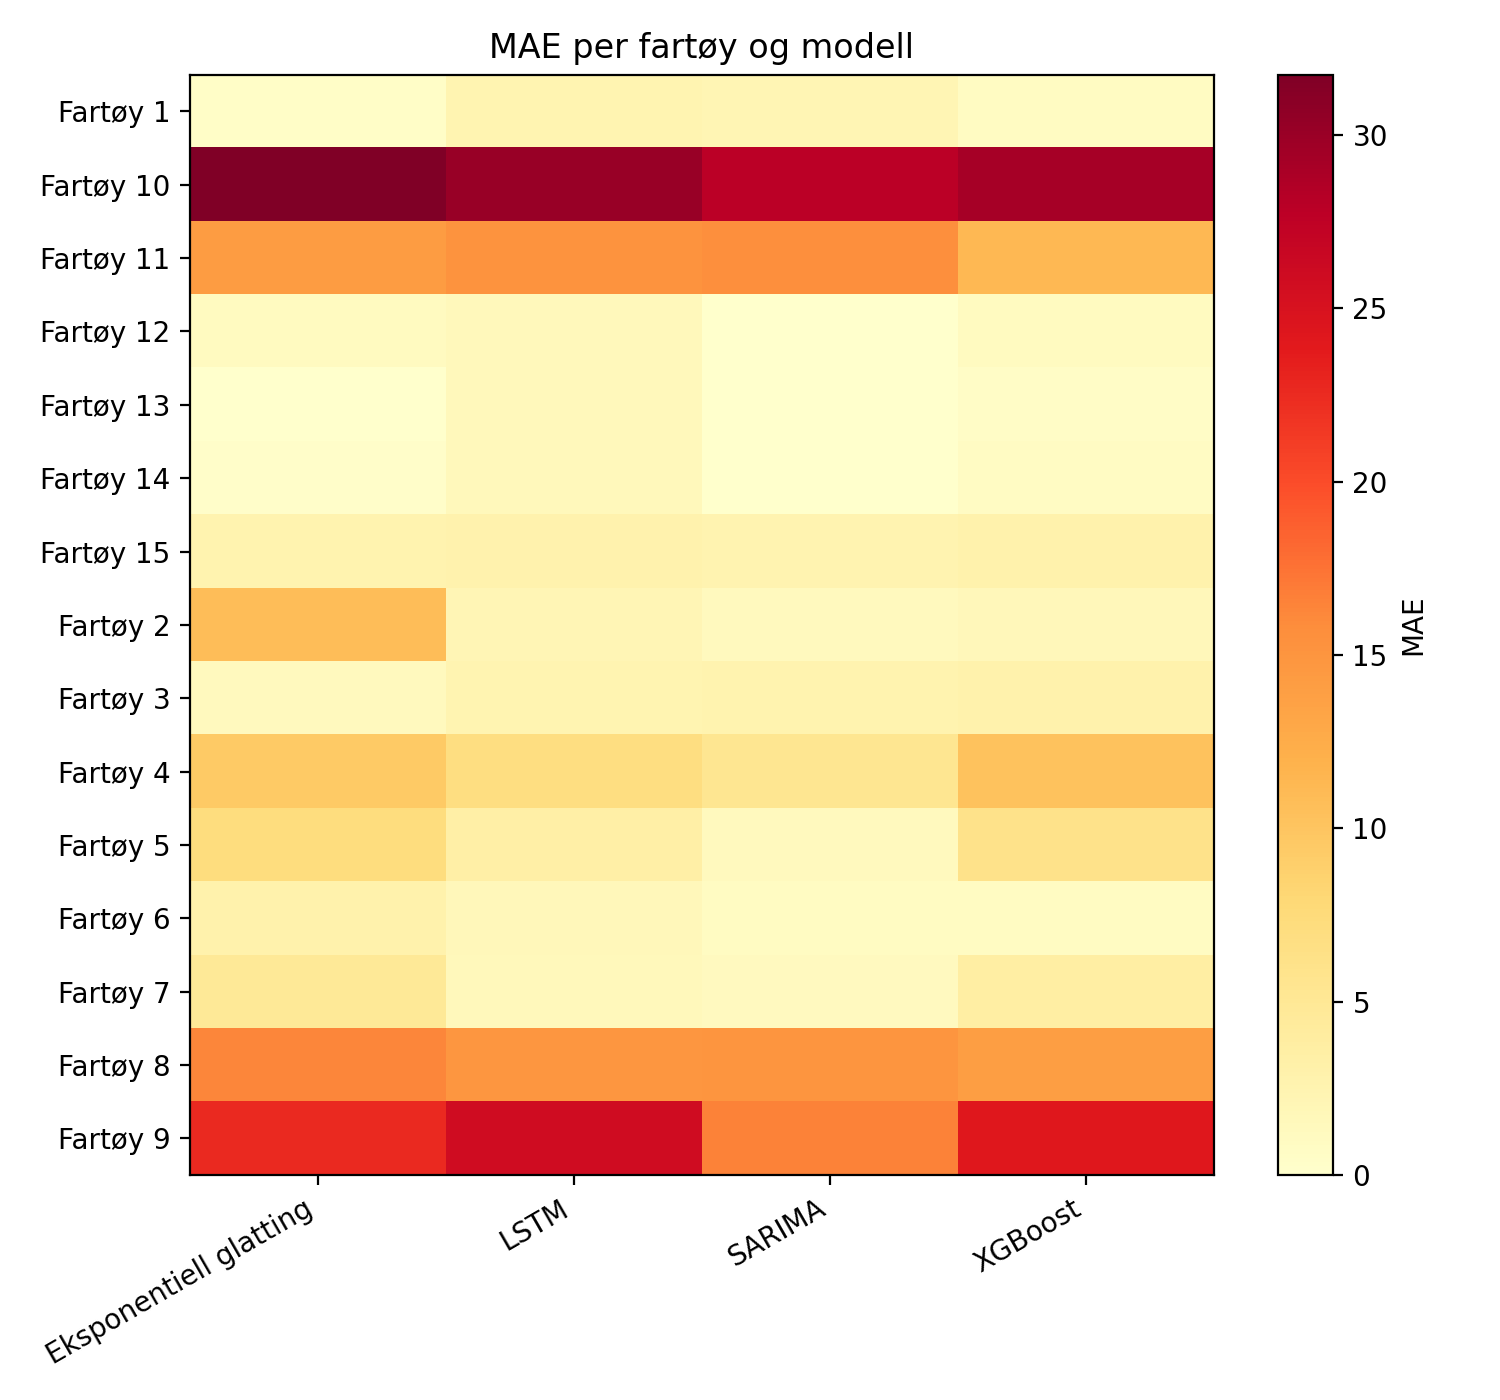 MAE per fartøy og modell
Fartøy 1
Fartøy 10
Fartøy 11
Fartøy 12
Fartøy 13
Fartøy 14
Fartøy 15
Fartøy 2
Fartøy 3
Fartøy 4
Fartøy 5
Fartøy 6
Fartøy 7
Fartøy 8
Fartøy 9
Eksponentiell glatting
LSTM
SARIMA
XGBoost
30
25
20
15
10
5
0
MAE